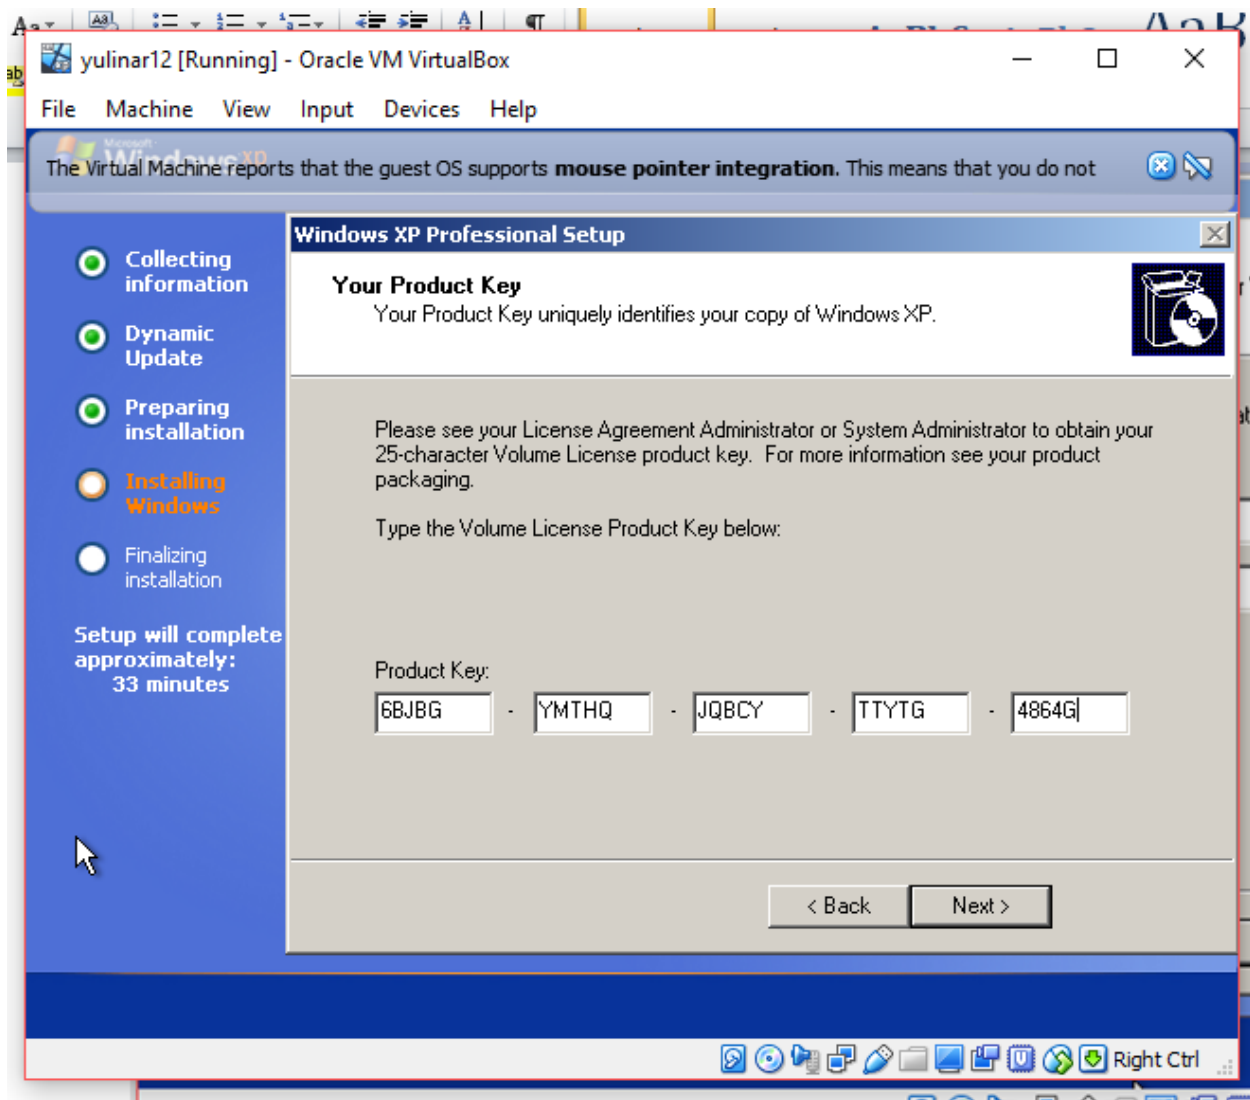 yulinar12 [Running] - Oracle VM VirtualBox
File Machine View Input Devices Help
Microsoft
Windows XP
The Virtual Machine reports that the guest OS supports mouse pointer integration. This means that you do not
Windows XP Professional Setup
Collecting
information
Dynamic
Update
Preparing
installation
Installing
Windows
Finalizing
installation
Setup will complete
approximately:
33 minutes
Your Product Key
Your Product Key uniquely identifies your copy of Windows XP.
Please see your License Agreement Administrator or System Administrator to obtain your
25-character Volume License product key. For more information see your product
packaging.
Type the Volume License Product Key below:
Product Key:
6BJBG - YMTHQ - JQBCY - TTYTG - 4864G
< Back Next >
Right Ctrl